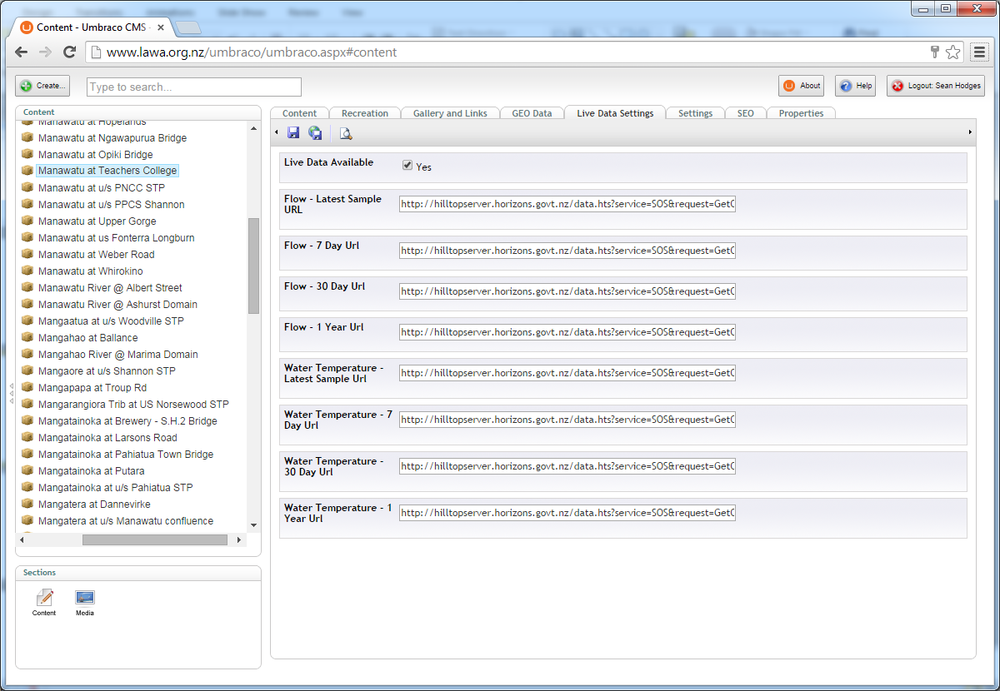 Content - Umbraco CMS -
www.lawa.org.nz/umbraco/umbraco.aspx#content
Create...
Type to search...
About
Help
Logout: Sean Hodges
Content
Manawatu at Hopelands
Manawatu at Ngawapurua Bridge
Manawatu at Opiki Bridge
Manawatu at Teachers College
Manawatu at u/s PNCC STP
Manawatu at u/s PPCS Shannon
Manawatu at Upper Gorge
Manawatu at us Fonterra Longburn
Manawatu at Weber Road
Manawatu at Whirokino
Manawatu River @ Albert Street
Manawatu River @ Ashurst Domain
Mangaatua at u/s Woodville STP
Mangahao at Ballance
Mangahao River @ Marima Domain
Mangaore at u/s Shannon STP
Mangapapa at Troup Rd
Mangarangiora Trib at US Norsewood STP
Mangatainoka at Brewery - S.H.2 Bridge
Mangatainoka at Larsons Road
Mangatainoka at Pahiatua Town Bridge
Mangatainoka at Putara
Mangatainoka at u/s Pahiatua STP
Mangatera at Dannevirke
Mangatera at u/s Manawatu confluence
Sections
Content
Media
Content
Recreation
Gallery and Links
GEO Data
Live Data Settings
Settings
SEO
Properties
Live Data Available
Yes
Flow - Latest Sample
URL
http://hilltopserver.horizons.govt.nz/data.hts?service=SOS&request=GetO
Flow - 7 Day Url
http://hilltopserver.horizons.govt.nz/data.hts?service=SOS&request=GetO
Flow - 30 Day Url
http://hilltopserver.horizons.govt.nz/data.hts?service=SOS&request=GetO
Flow - 1 Year Url
http://hilltopserver.horizons.govt.nz/data.hts?service=SOS&request=GetO
Water Temperature -
Latest Sample Url
http://hilltopserver.horizons.govt.nz/data.hts?service=SOS&request=GetO
Water Temperature - 7
Day Url
http://hilltopserver.horizons.govt.nz/data.hts?service=SOS&request=GetO
Water Temperature -
30 Day Url
http://hilltopserver.horizons.govt.nz/data.hts?service=SOS&request=GetO
Water Temperature - 1
Year Url
http://hilltopserver.horizons.govt.nz/data.hts?service=SOS&request=GetO